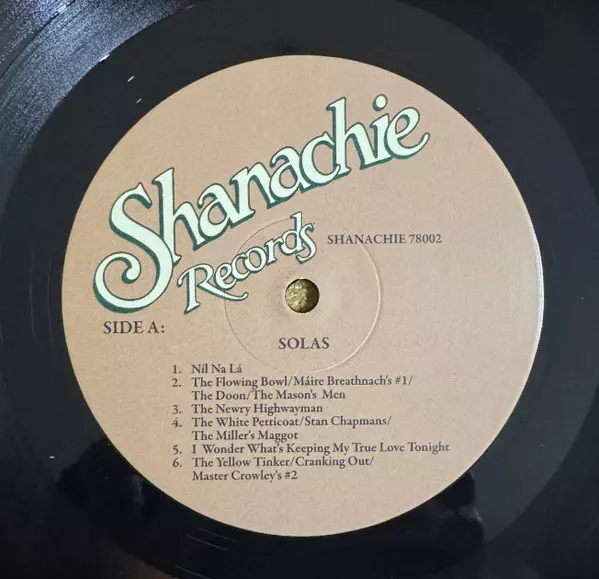 Shanachie
Records
SHANACHIE 78002
SIDE A:
SOLAS
1. Níl Na Lá
2. The Flowing Bowl/Máire Breathnach's #1/
The Doon/The Mason's Men
3. The Newry Highwayman
4. The White Petticoat/Stan Chapmans/
The Miller's Maggot
5. I Wonder What's Keeping My True Love Tonight
6. The Yellow Tinker/Cranking Out/
Master Crowley's #2